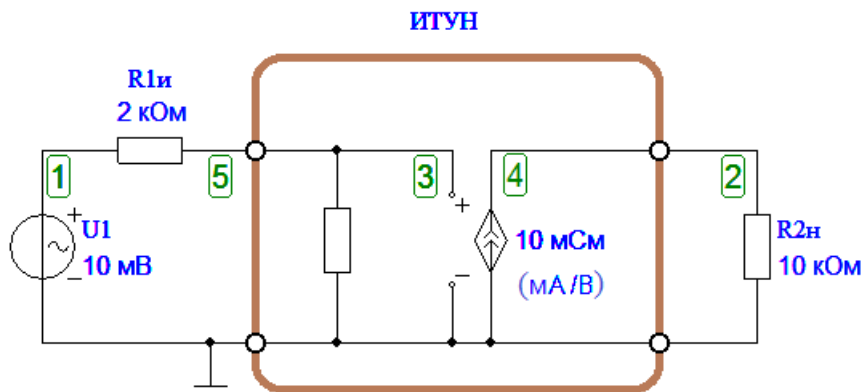 ИТУН
R1и
2 кОм
1
5
3
4
2
+
U1
10 мВ
−
+
−
10 мСм
(мА/В)
R2н
10 кОм